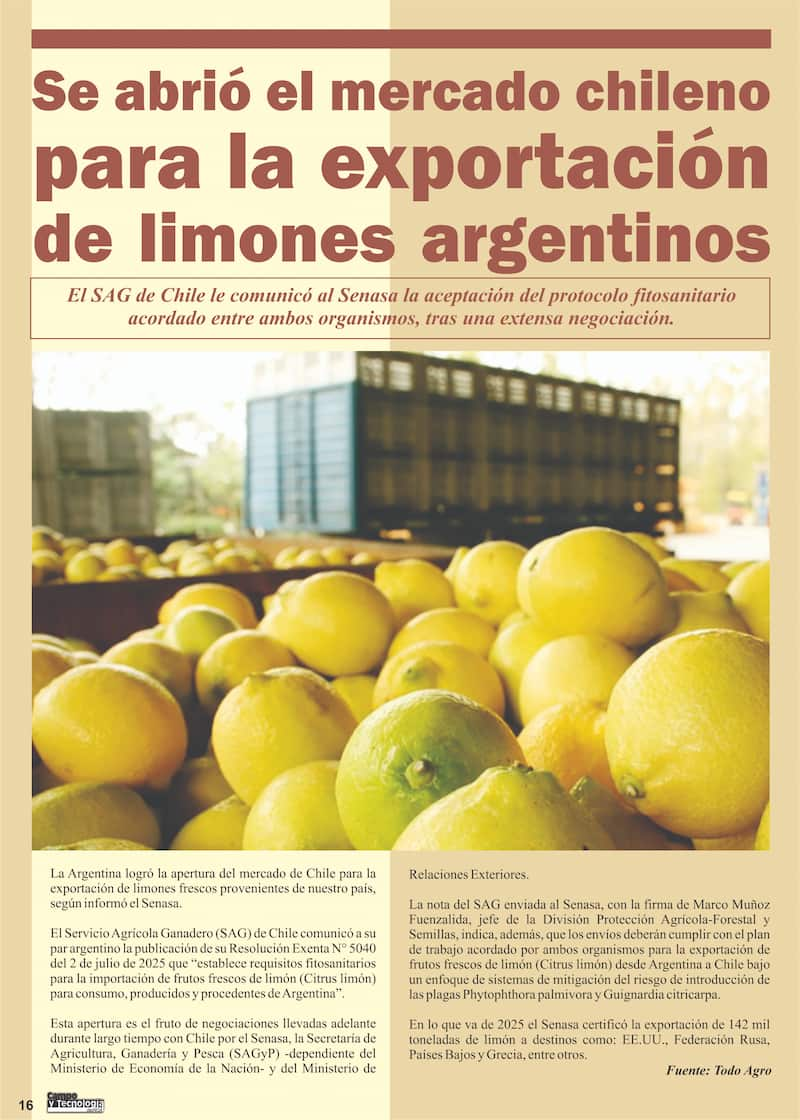 Se abrió el mercado chileno
para la exportación
de limones argentinos
El SAG de Chile le comunicó al Senasa la aceptación del protocolo fitosanitario
acordado entre ambos organismos, tras una extensa negociación.
La Argentina logró la apertura del mercado de Chile para la
exportación de limones frescos provenientes de nuestro país,
según informó el Senasa.
El Servicio Agrícola Ganadero (SAG) de Chile comunicó a su
par argentino la publicación de su Resolución Exenta N° 5040
del 2 de julio de 2025 que “establece requisitos fitosanitarios
para la importación de frutos frescos de limón (Citrus limón)
para consumo, producidos y procedentes de Argentina”.
Esta apertura es el fruto de negociaciones llevadas adelante
durante largo tiempo con Chile por el Senasa, la Secretaría de
Agricultura, Ganadería y Pesca (SAGyP) -dependiente del
Ministerio de Economía de la Nación- y del Ministerio de
Relaciones Exteriores.
La nota del SAG enviada al Senasa, con la firma de Marco Muñoz
Fuenzalida, jefe de la División Protección Agrícola-Forestal y
Semillas, indica, además, que los envíos deberán cumplir con el plan
de trabajo acordado por ambos organismos para la exportación de
frutos frescos de limón (Citrus limón) desde Argentina a Chile bajo
un enfoque de sistemas de mitigación del riesgo de introducción de
las plagas Phytophthora palmivora y Guignardia citricarpa.
En lo que va de 2025 el Senasa certificó la exportación de 142 mil
toneladas de limón a destinos como: EE.UU., Federación Rusa,
Países Bajos y Grecia, entre otros.
Fuente: Todo Agro
16
Campo
y Tecnología